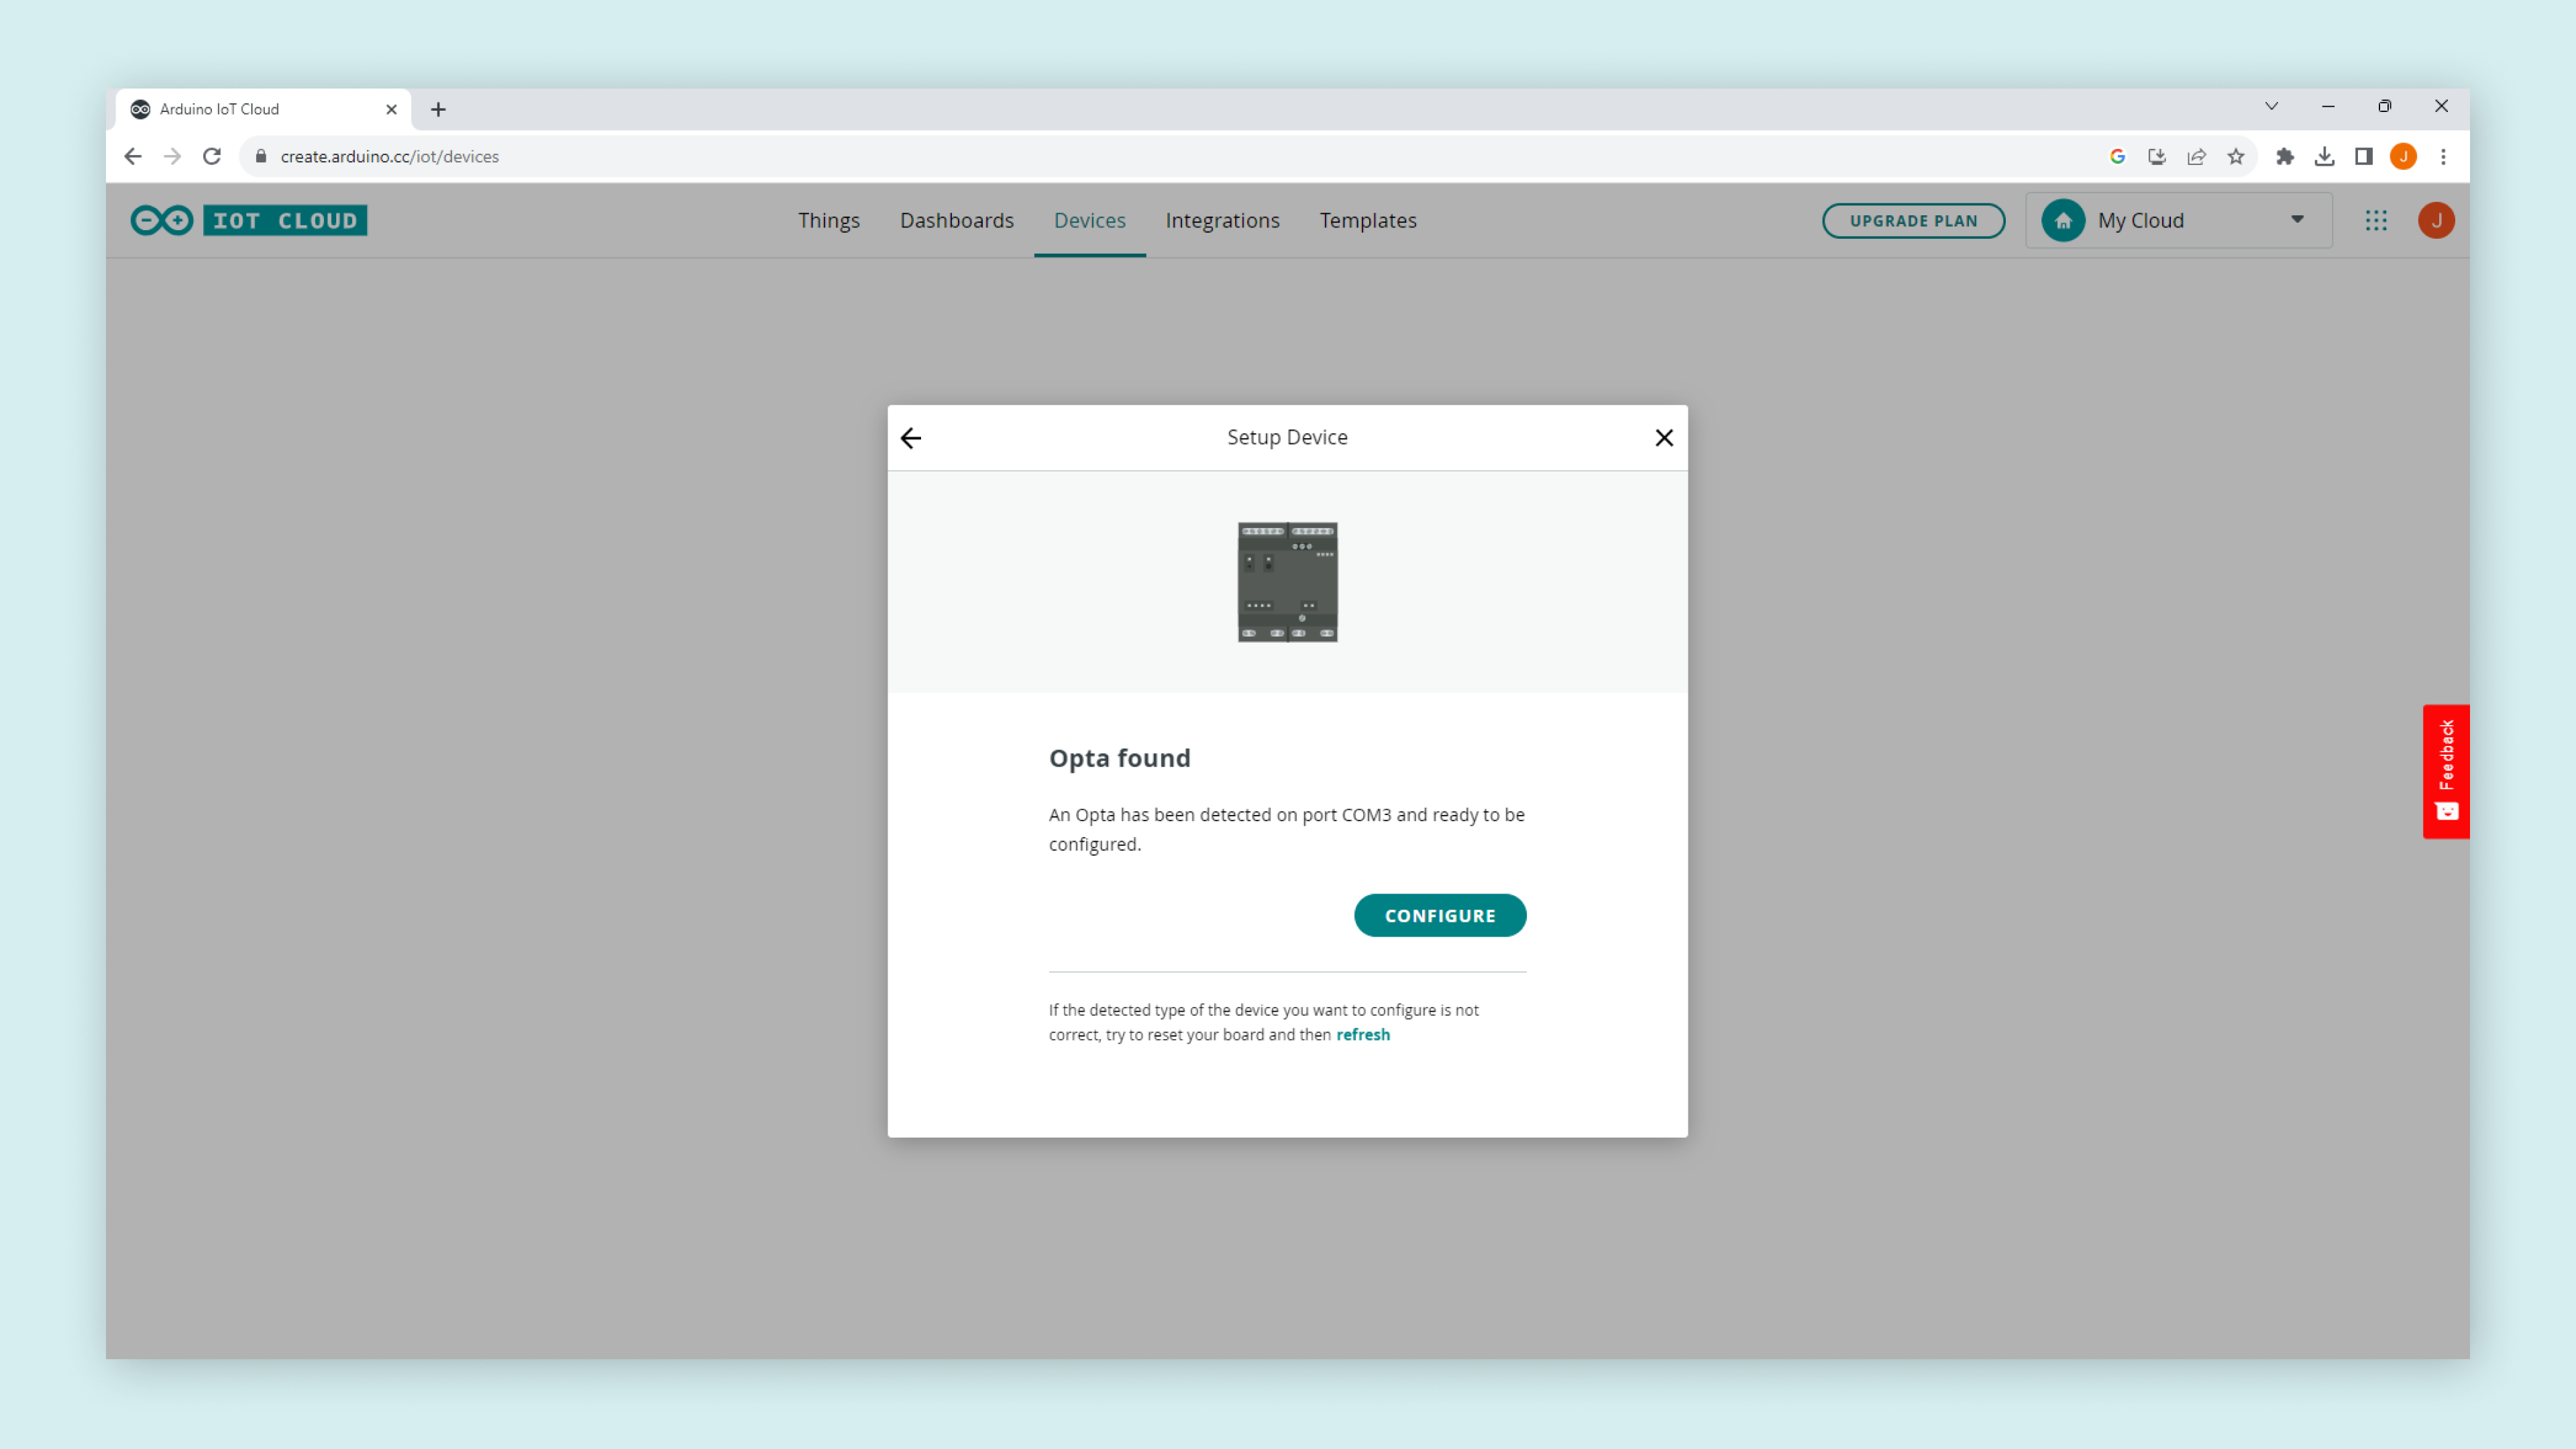 Arduino IoT Cloud
create.arduino.cc/iot/devices
J
IOT CLOUD
Things
Dashboards
Devices
Integrations
Templates
UPGRADE PLAN
My Cloud
J
Setup Device
Opta found
An Opta has been detected on port COM3 and ready to be
configured.
CONFIGURE
If the detected type of the device you want to configure is not
correct, try to reset your board and then refresh
Feedback